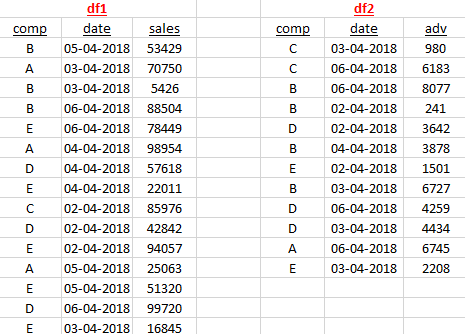 df1 df2
comp date sales comp date adv
B 05-04-2018 53429 C 03-04-2018 980
A 03-04-2018 70750 C 06-04-2018 6183
B 03-04-2018 5426 B 06-04-2018 8077
B 06-04-2018 88504 B 02-04-2018 241
E 06-04-2018 78449 D 02-04-2018 3642
A 04-04-2018 98954 B 04-04-2018 3878
D 04-04-2018 57618 E 02-04-2018 1501
E 04-04-2018 22011 B 03-04-2018 6727
C 02-04-2018 85976 D 06-04-2018 4259
D 02-04-2018 42842 D 03-04-2018 4434
E 02-04-2018 94057 A 06-04-2018 6745
A 05-04-2018 25063 E 03-04-2018 2208
E 05-04-2018 51320
D 06-04-2018 99720
E 03-04-2018 16845